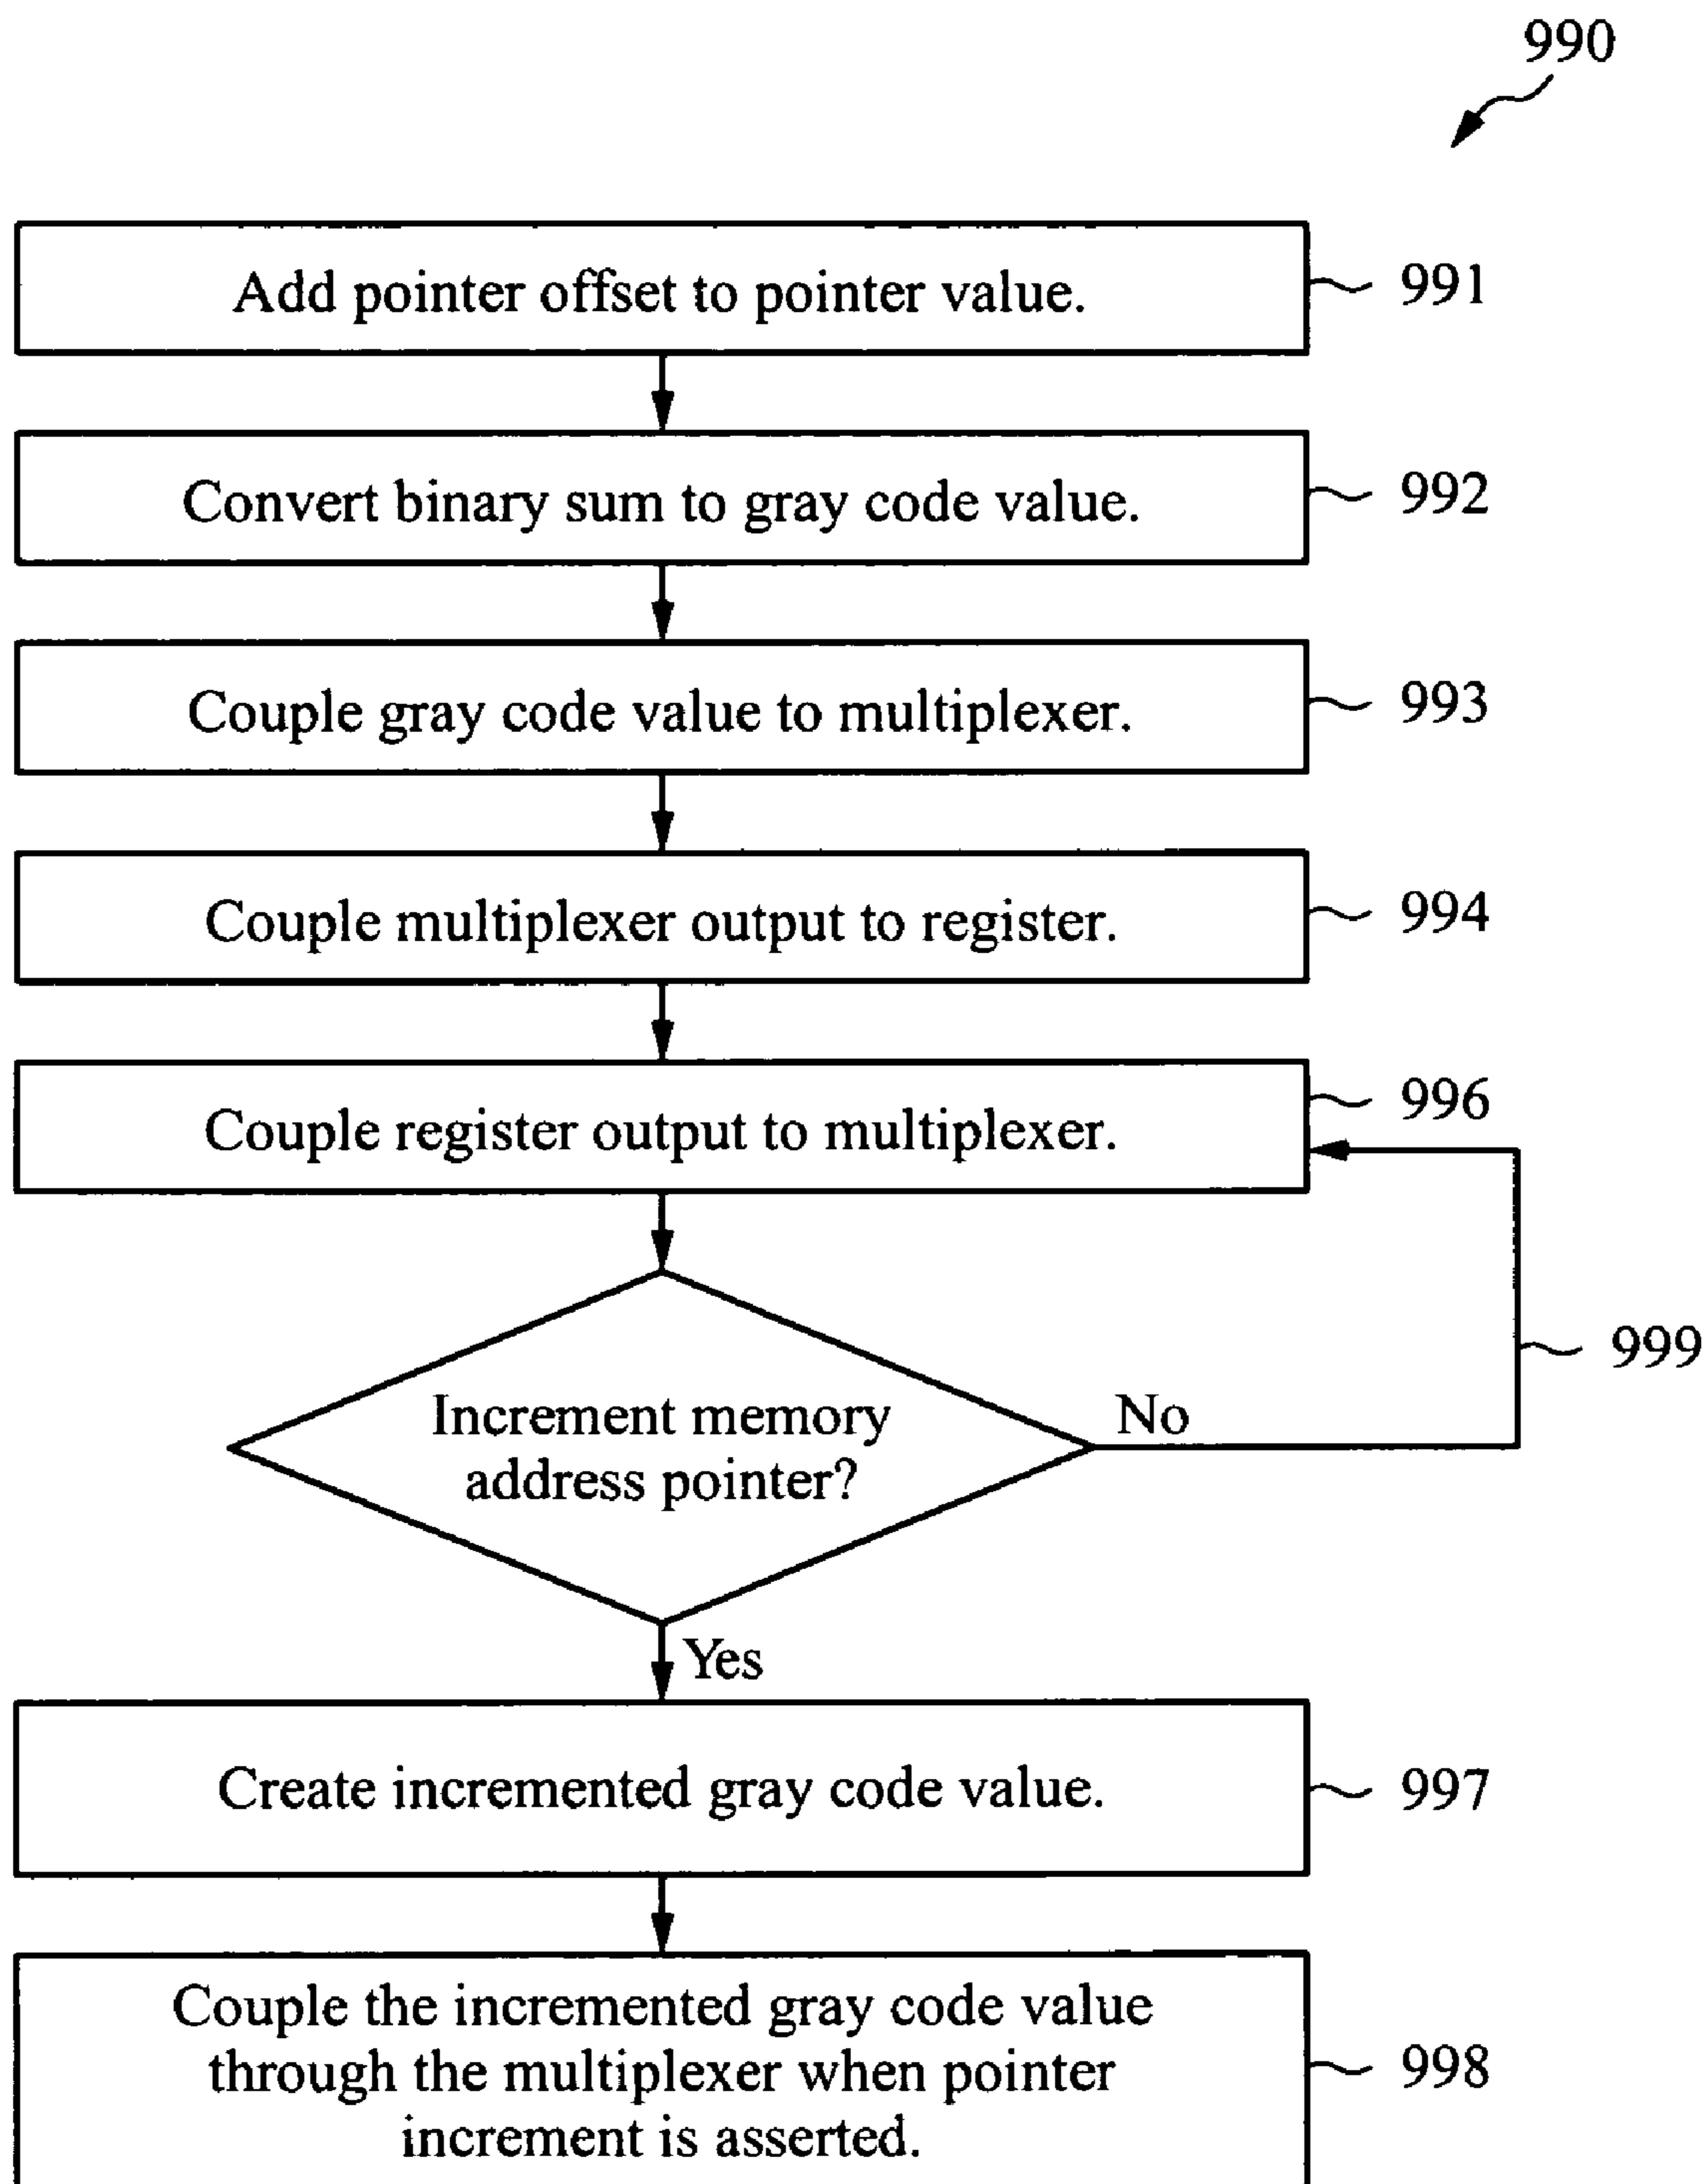 990
Add pointer offset to pointer value.
991
Convert binary sum to gray code value.
992
Couple gray code value to multiplexer.
993
Couple multiplexer output to register.
994
Couple register output to multiplexer.
996
999
Increment memory
address pointer?
No
Yes
Create incremented gray code value.
997
Couple the incremented gray code value
through the multiplexer when pointer
increment is asserted.
998